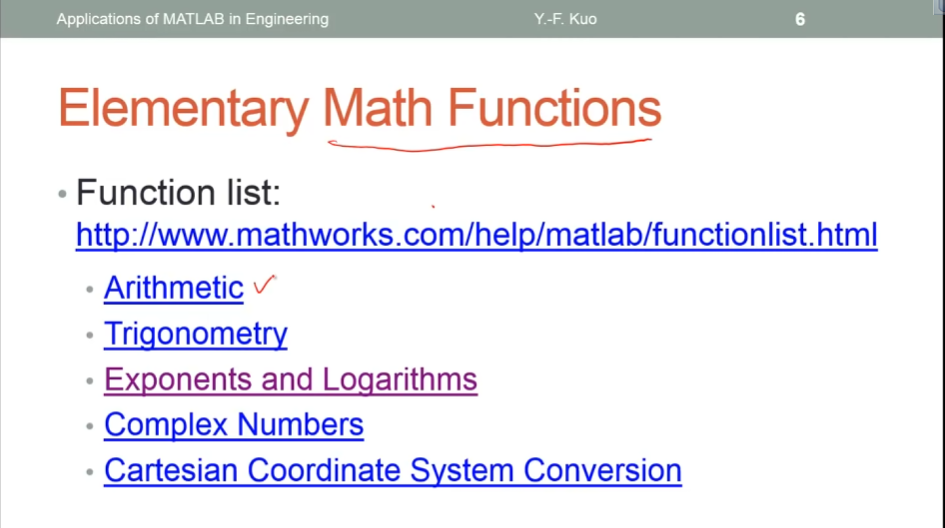 Applications of MATLAB in Engineering Y.-F. Kuo 6
Elementary Math Functions
• Function list:
http://www.mathworks.com/help/matlab/functionlist.html
• Arithmetic ✓
• Trigonometry
• Exponents and Logarithms
• Complex Numbers
• Cartesian Coordinate System Conversion